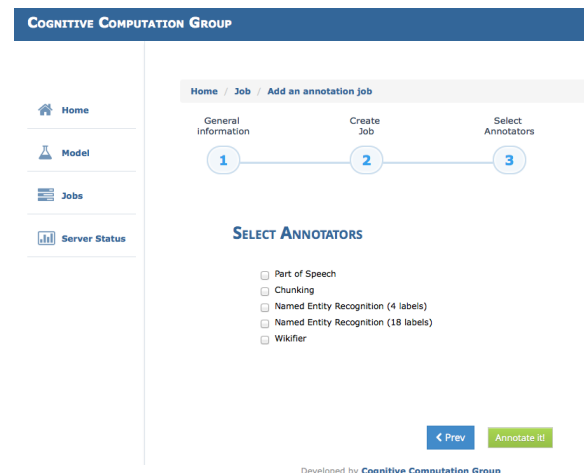 COGNITIVE COMPUTATION GROUP
Home / Job / Add an annotation job
Home
Model
Jobs
Server Status
General
information
Create
Job
Select
Annotators
1
2
3
SELECT ANNOTATORS
Part of Speech
Chunking
Named Entity Recognition (4 labels)
Named Entity Recognition (18 labels)
Wikifier
Prev
Annotate it!
Developed by Cognitive Computation Group